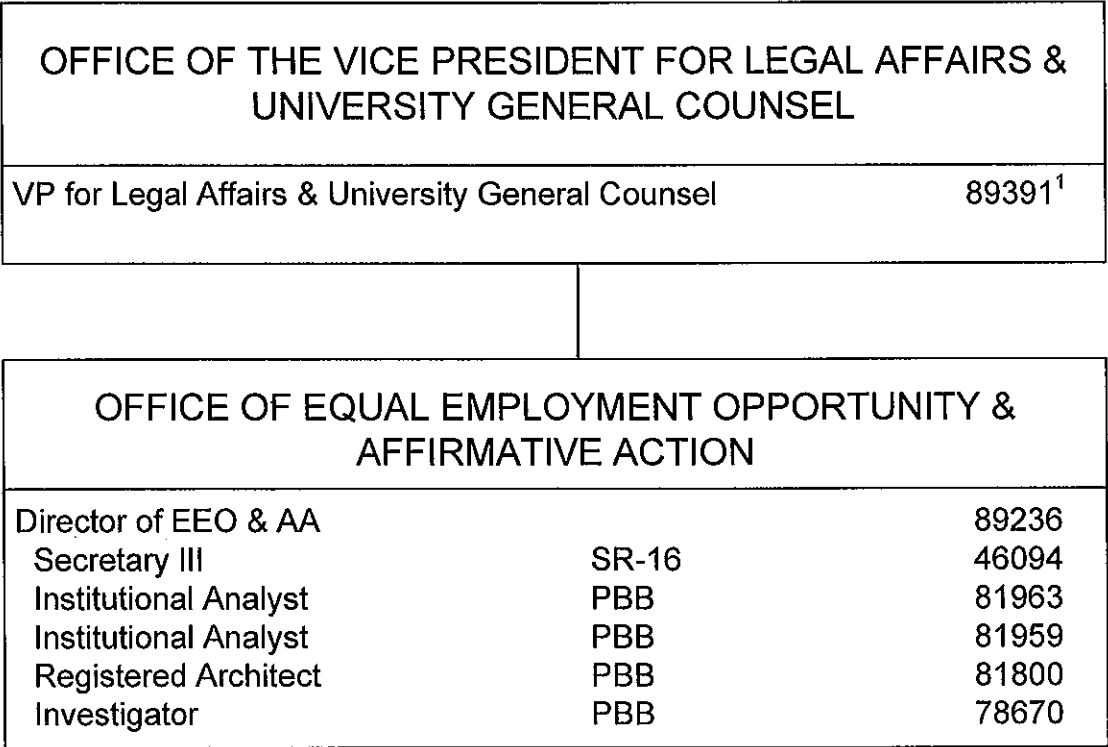 OFFICE OF THE VICE PRESIDENT FOR LEGAL AFFAIRS &
UNIVERSITY GENERAL COUNSEL
VP for Legal Affairs & University General Counsel 89391¹
OFFICE OF EQUAL EMPLOYMENT OPPORTUNITY &
AFFIRMATIVE ACTION
Director of EEO & AA 89236
Secretary III SR-16 46094
Institutional Analyst PBB 81963
Institutional Analyst PBB 81959
Registered Architect PBB 81800
Investigator PBB 78670